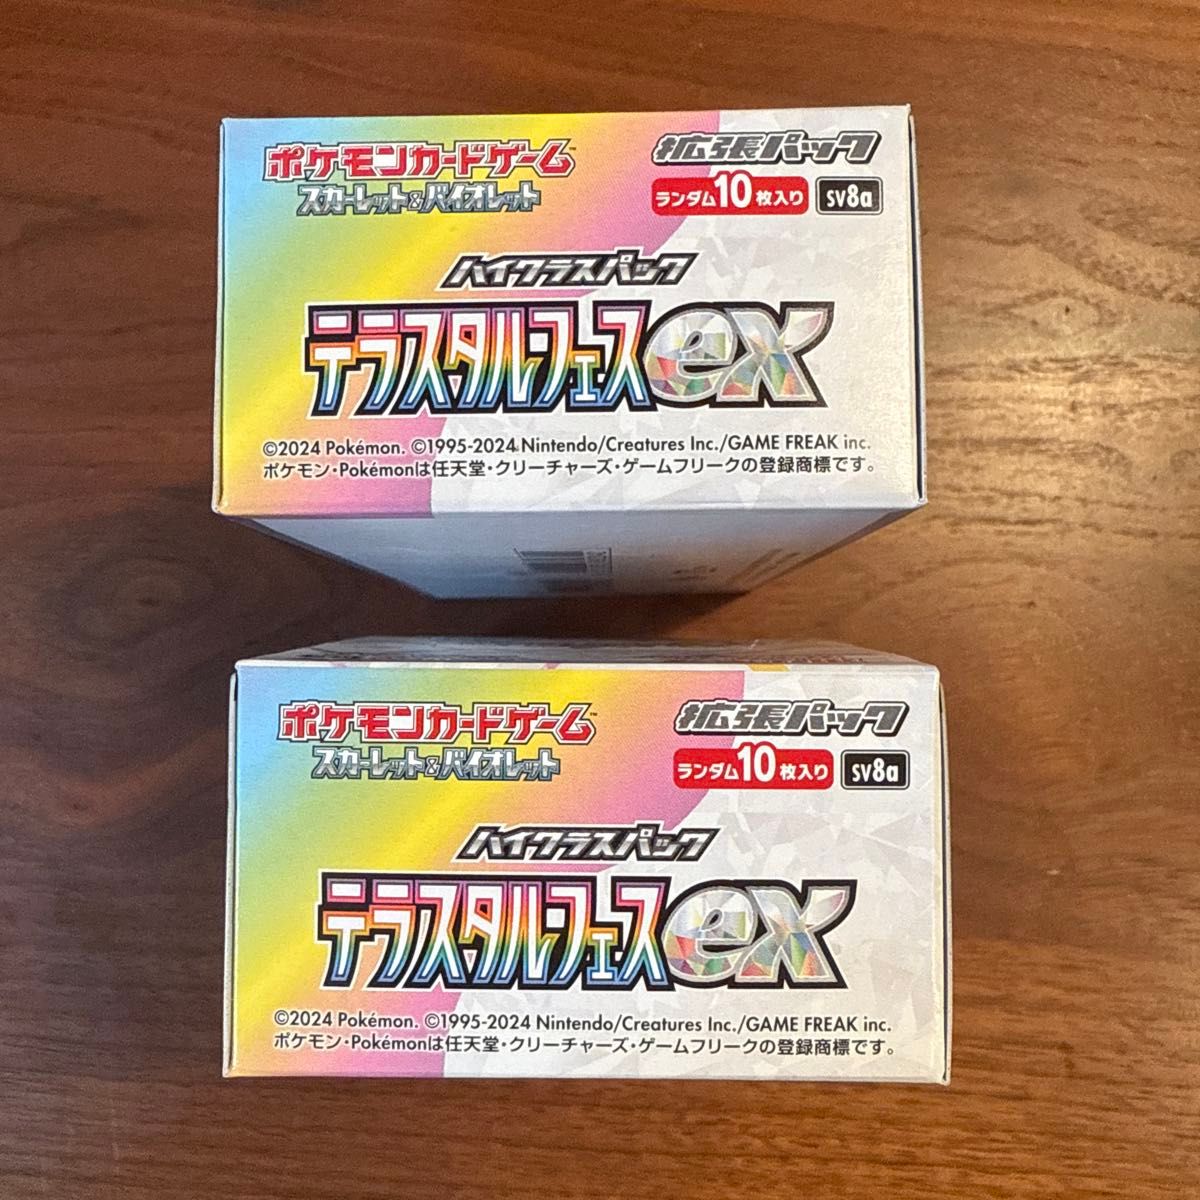 ポケモンカードゲーム™
スカーレット&バイオレット
拡張パック
ランダム10枚入り SV8a
ハイクラスパック
テラスタル・フェスex
©2024 Pokémon. ©1995-2024 Nintendo/Creatures Inc./GAME FREAK inc.
ポケモン・Pokémonは任天堂・クリーチャーズ・ゲームフリークの登録商標です。
ポケモンカードゲーム™
スカーレット&バイオレット
拡張パック
ランダム10枚入り SV8a
ハイクラスパック
テラスタル・フェスex
©2024 Pokémon. ©1995-2024 Nintendo/Creatures Inc./GAME FREAK inc.
ポケモン・Pokémonは任天堂・クリーチャーズ・ゲームフリークの登録商標です。